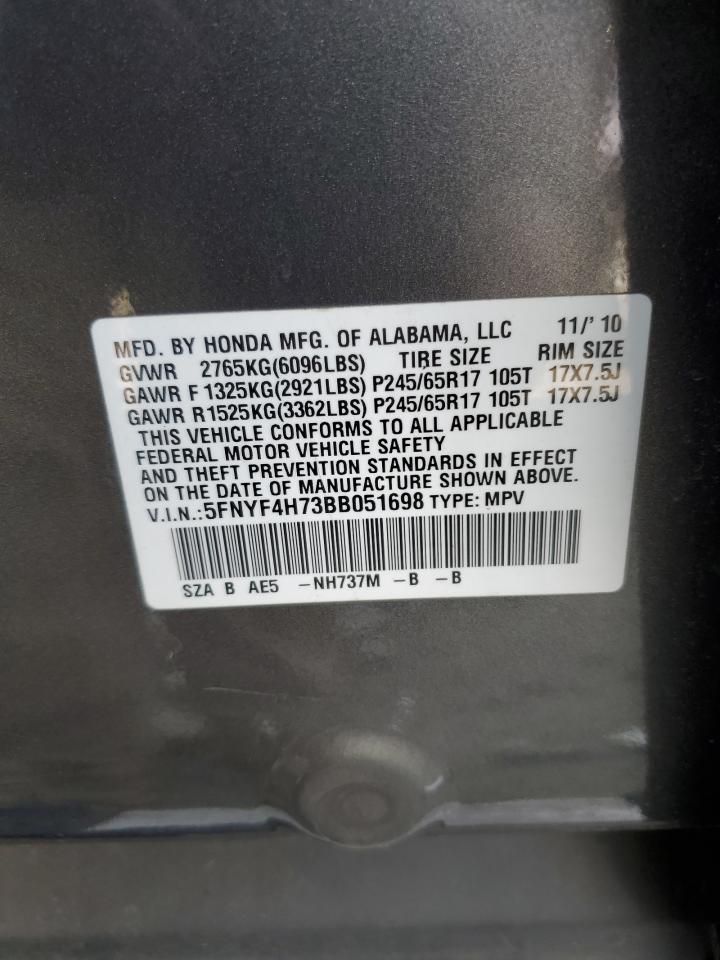 MFD. BY HONDA MFG. OF ALABAMA, LLC 11/'10
GVWR 2765KG(6096LBS) TIRE SIZE RIM SIZE
GAWR F 1325KG(2921LBS) P245/65R17 105T 17X7.5J
GAWR R1525KG(3362LBS) P245/65R17 105T 17X7.5J
THIS VEHICLE CONFORMS TO ALL APPLICABLE
FEDERAL MOTOR VEHICLE SAFETY
AND THEFT PREVENTION STANDARDS IN EFFECT
ON THE DATE OF MANUFACTURE SHOWN ABOVE.
V.I.N.:5FNYF4H73BB051698 TYPE: MPV
SZA B AE5 -NH737M -B -B